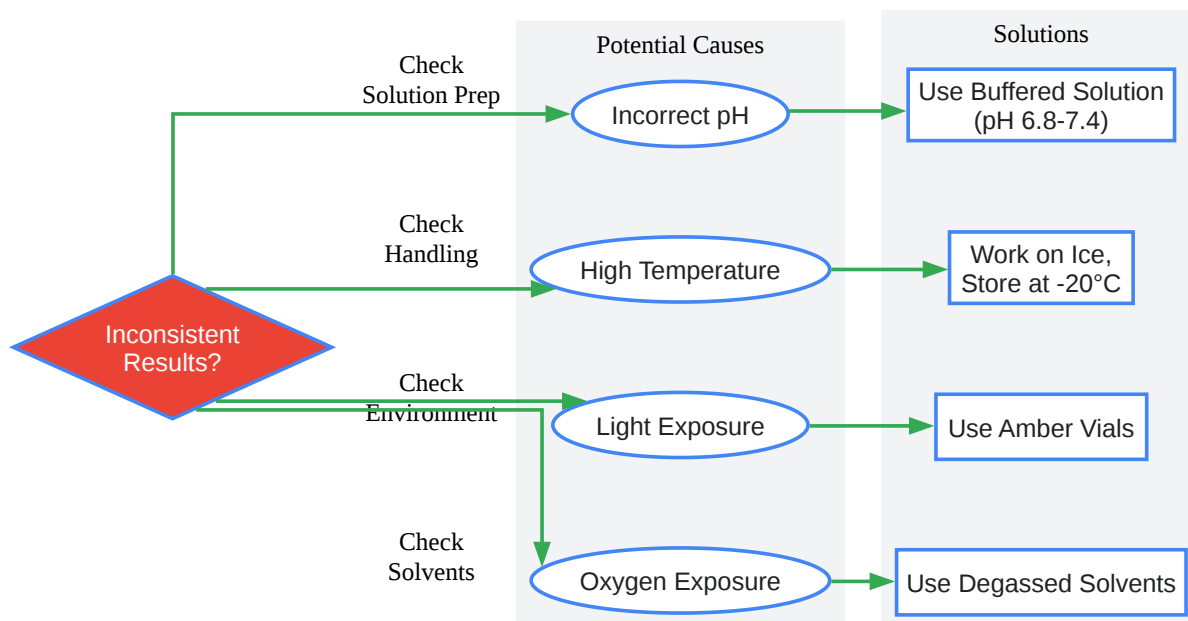 Potential Causes
Solutions
Check
Solution Prep
Incorrect pH
Use Buffered Solution
(pH 6.8-7.4)
Check
Handling
High Temperature
Work on Ice,
Store at -20°C
Inconsistent
Results?
Check
Environment
Light Exposure
Use Amber Vials
Check
Solvents
Oxygen Exposure
Use Degassed Solvents